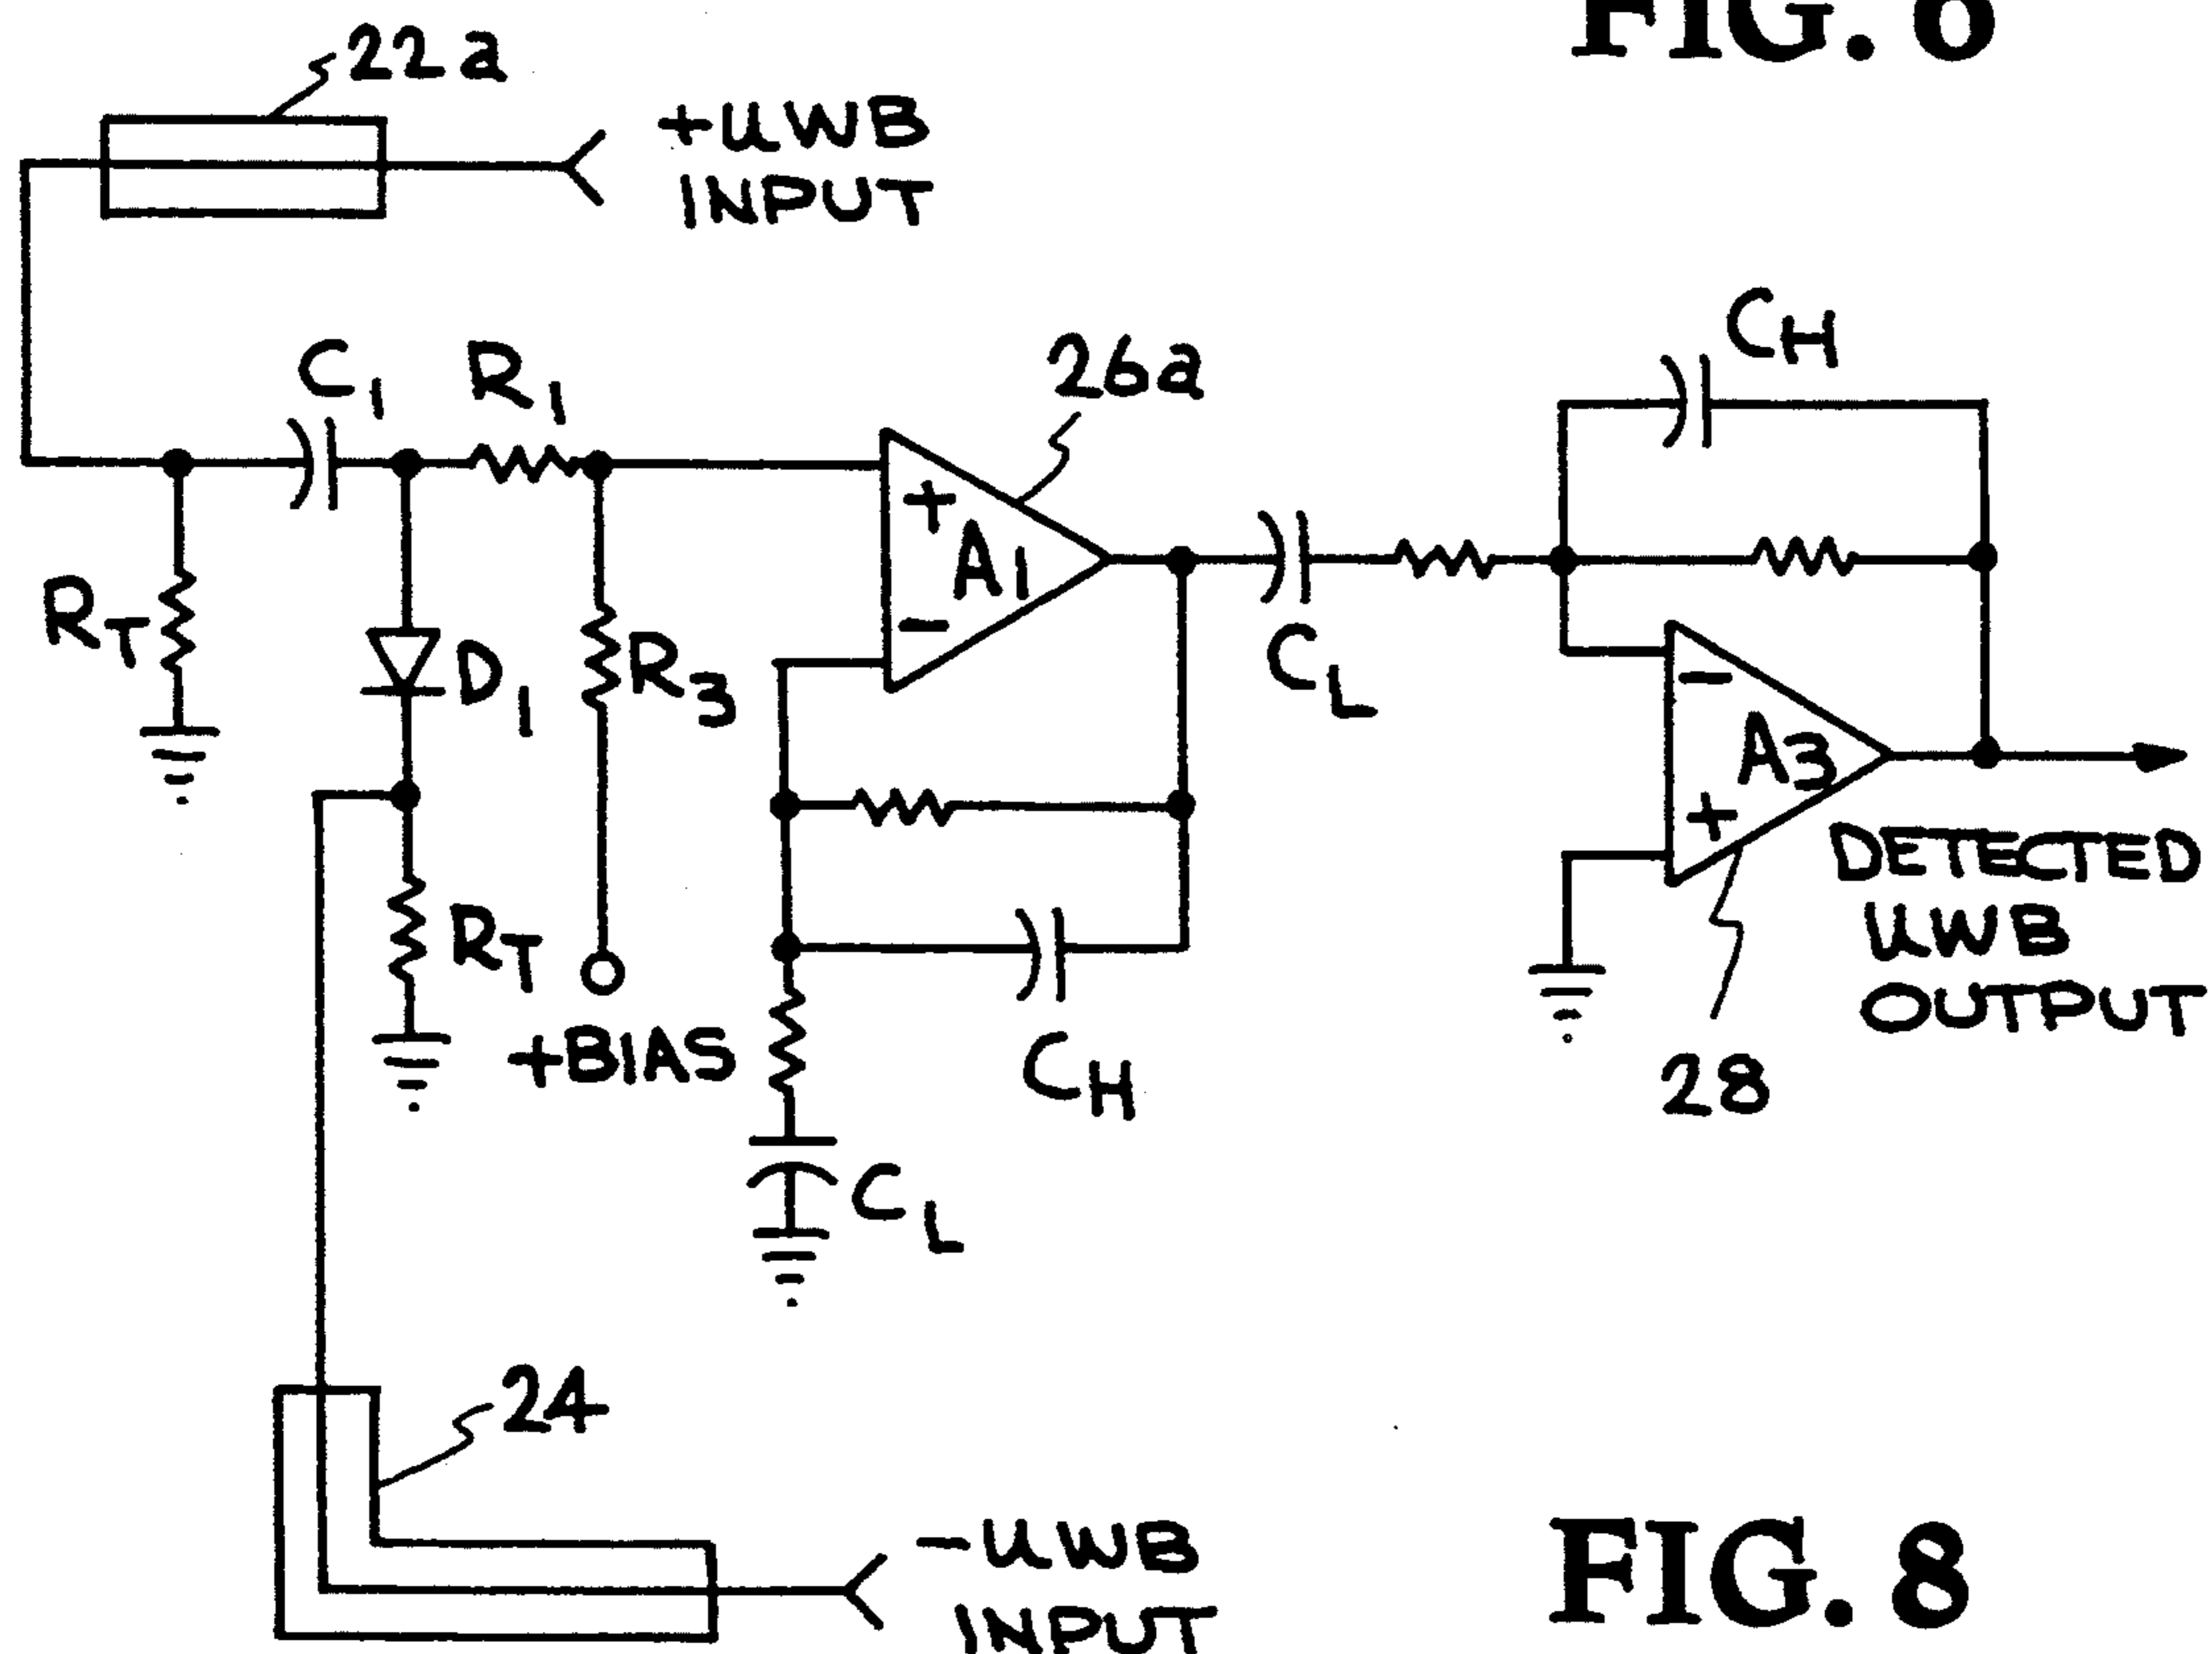 FIG. 6
22a
+UWB
INPUT
C1
R1
26a
CH
+
A1
-
RT
D1
R3
CL
-
A3
+
DETECTED
UWB
OUTPUT
RT
+BIAS
CH
28
CL
24
-UWB
INPUT
FIG. 8